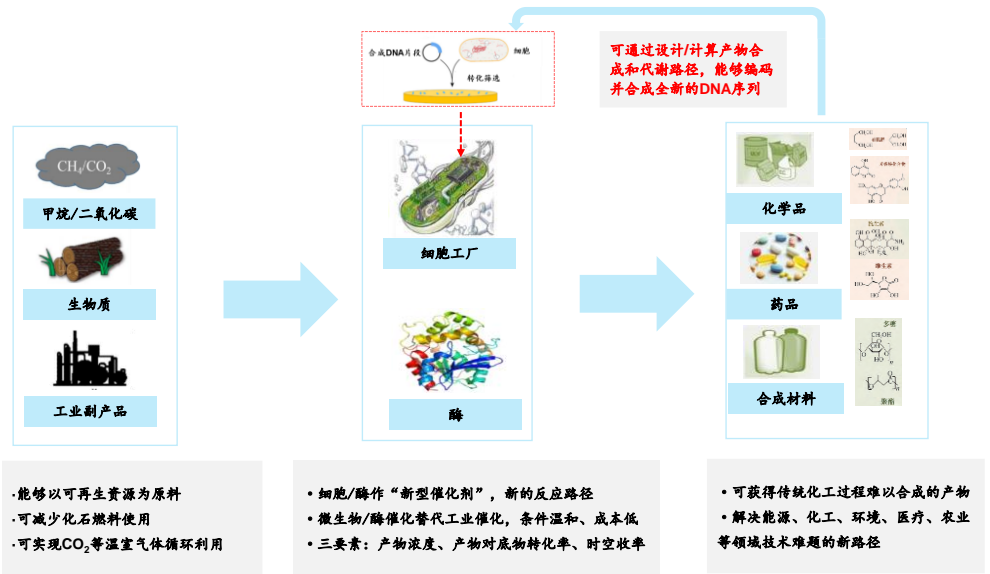 合成DNA片段
细胞
转化筛选
可通过设计/计算产物合
成和代谢路径，能够编码
并合成全新的DNA序列
CH₄/CO₂
甲烷/二氧化碳
生物质
工业副产品
细胞工厂
酶
化学品
药品
合成材料
维生素
多糖
聚酯
·能够以可再生资源为原料
·可减少化石燃料使用
·可实现CO₂等温室气体循环利用
•细胞/酶作“新型催化剂”，新的反应路径
•微生物/酶催化替代工业催化，条件温和、成本低
•三要素：产物浓度、产物对底物转化率、时空收率
•可获得传统化工过程难以合成的产物
•解决能源、化工、环境、医疗、农业
等领域技术难题的新路径